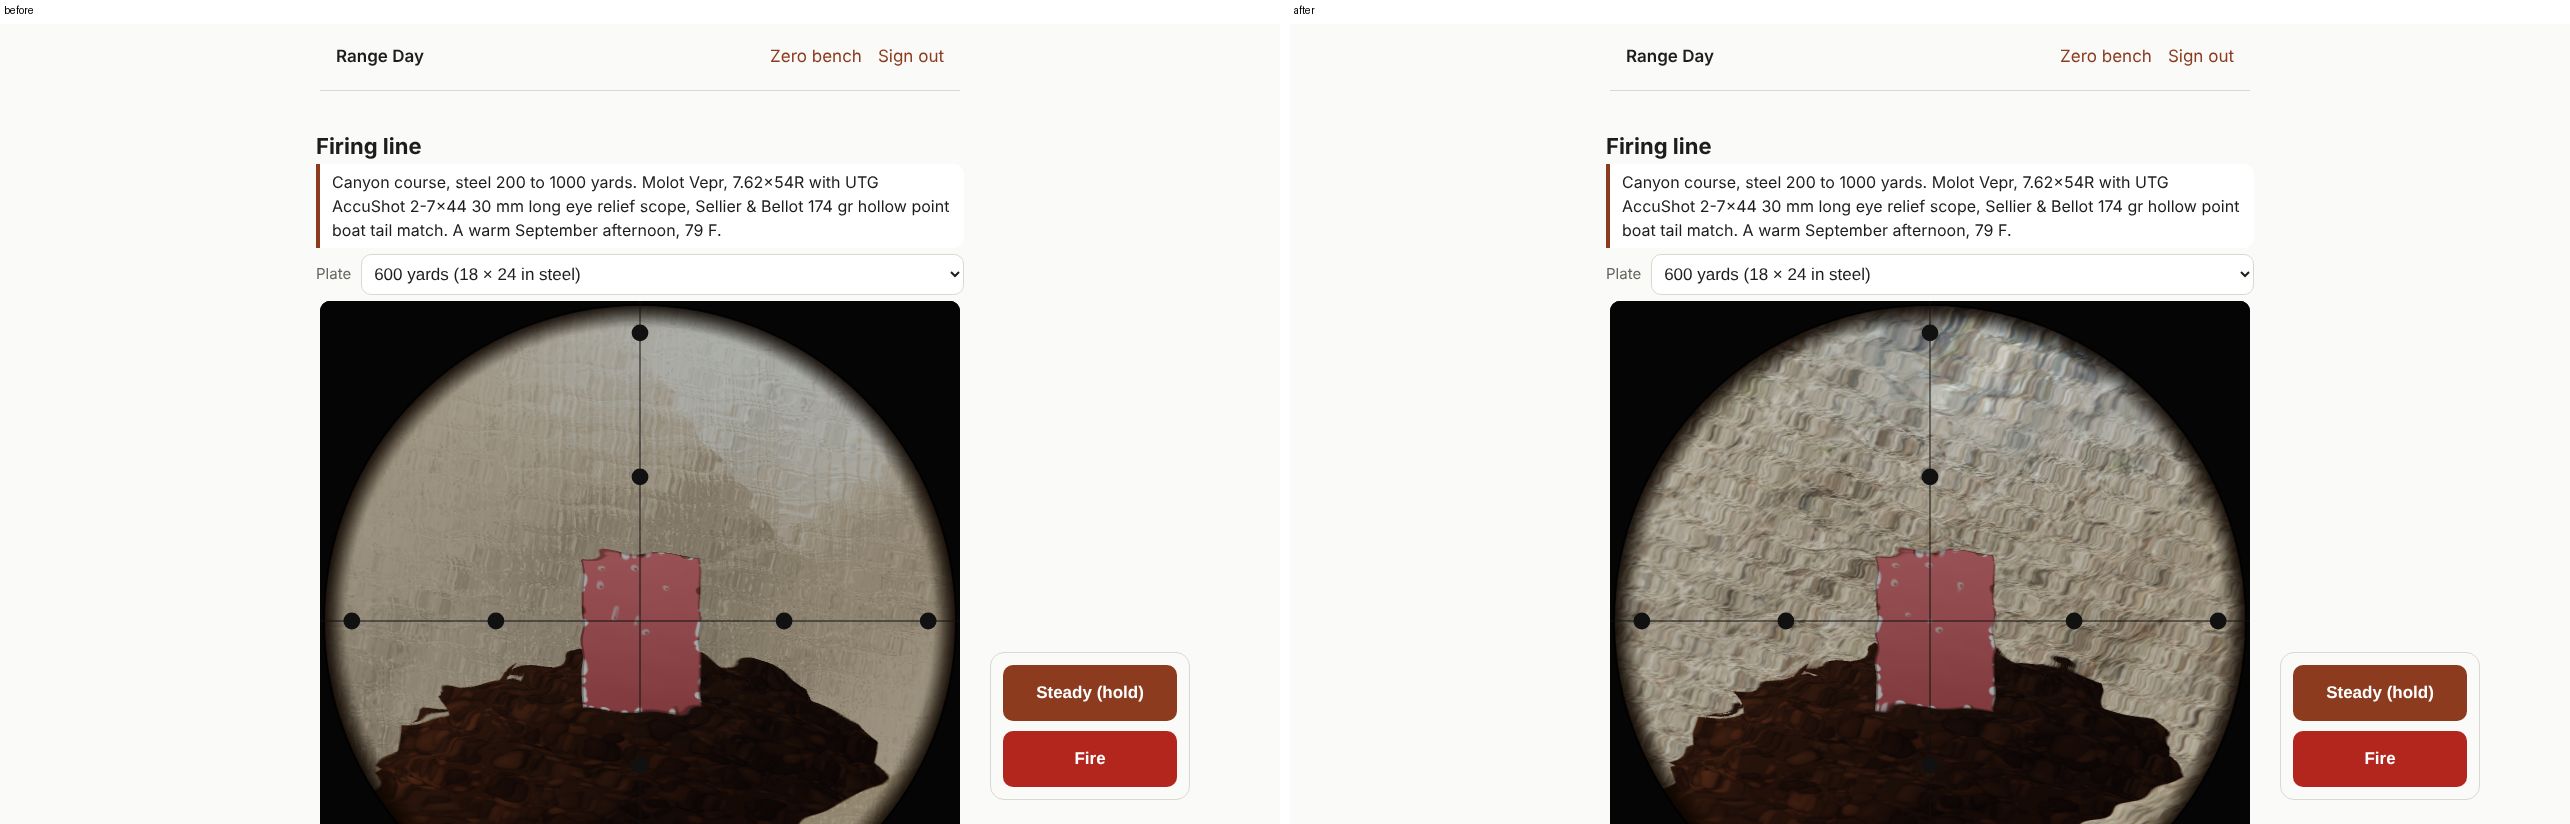 before
Range Day
Zero bench
Sign out
Firing line
Canyon course, steel 200 to 1000 yards. Molot Vepr, 7.62×54R with UTG
AccuShot 2-7×44 30 mm long eye relief scope, Sellier & Bellot 174 gr hollow point
boat tail match. A warm September afternoon, 79 F.
Plate
600 yards (18 × 24 in steel)
Steady (hold)
Fire
after
Range Day
Zero bench
Sign out
Firing line
Canyon course, steel 200 to 1000 yards. Molot Vepr, 7.62×54R with UTG
AccuShot 2-7×44 30 mm long eye relief scope, Sellier & Bellot 174 gr hollow point
boat tail match. A warm September afternoon, 79 F.
Plate
600 yards (18 × 24 in steel)
Steady (hold)
Fire